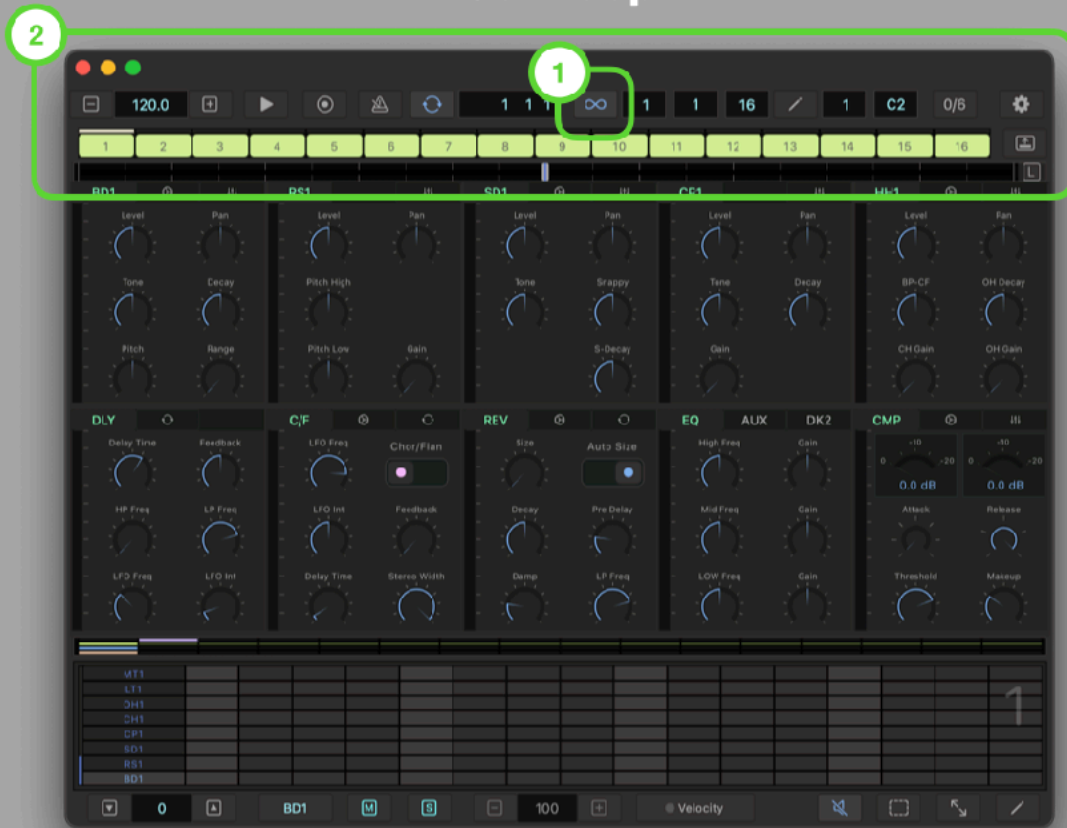 2
1
120.0 1 1 1 1 1 16 1 C2 0/6
1 2 3 4 5 6 7 8 9 10 11 12 13 14 15 16
L
BD1 RS1 SD1 CP1 HH1
Level Pan Level Pan Level Pan Level Pan Level Pan
Tone Decay Pitch High Tone Snappy Tone Decay BP-CF OH Decay
Pitch Range Pitch Low Gain S-Decay Gain CH Gain OH Gain
DLY C/F REV EQ AUX DK2 CMP
Delay Time Feedback LFO Freq Chor/Flan Size Auto Size High Freq Gain -10 -10
0 -20 0 -20
0.0 dB 0.0 dB
HP Freq LP Freq LFO Int Feedback Decay Pre Delay Mid Freq Gain Attack Release
LFO Freq LFO Int Delay Time Stereo Width Damp LP Freq LOW Freq Gain Threshold Makeup
MT1
LT1
OH1
CH1
CP1
SD1
RS1
BD1
1
0 BD1 M S 100 Velocity